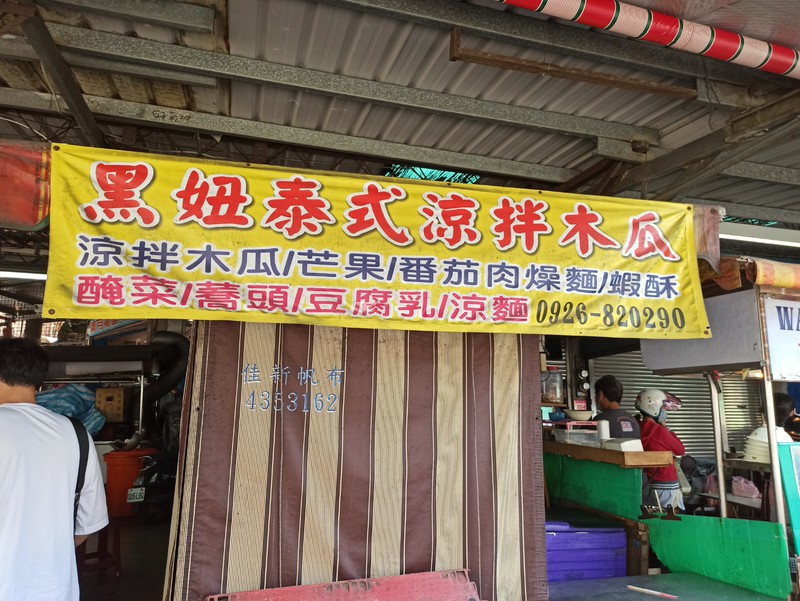 黑妞泰式涼拌木瓜
涼拌木瓜/芒果/番茄肉燥麵/蝦酥
醃菜/蕎頭/豆腐乳/涼麵 0926-820290
佳新帆布
4353162
WA